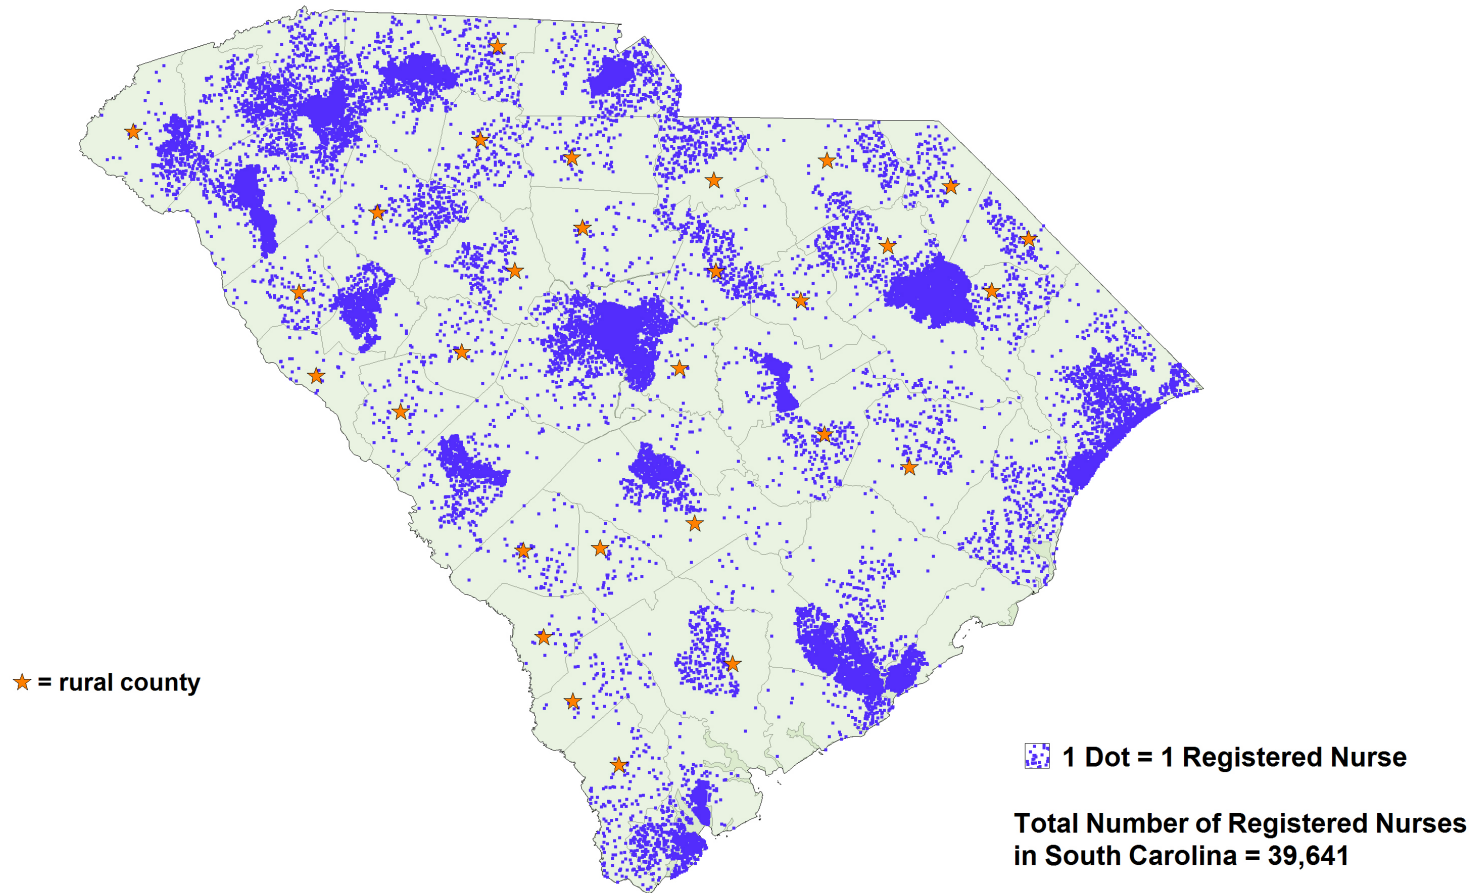 = rural county
1 Dot = 1 Registered Nurse
Total Number of Registered Nurses
in South Carolina = 39,641